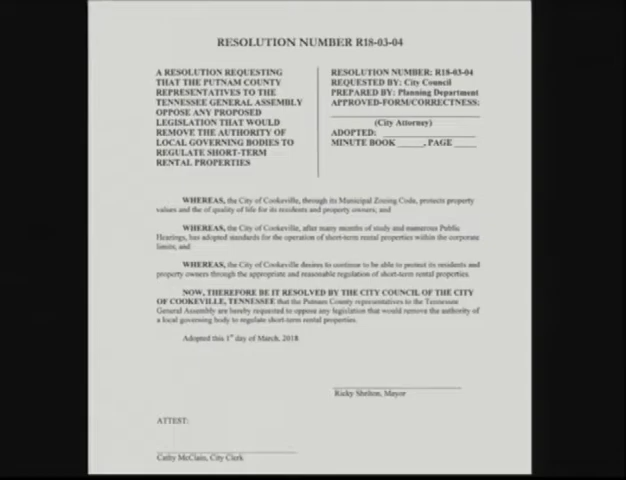 RESOLUTION NUMBER R18-03-04
A RESOLUTION REQUESTING
THAT THE PUTNAM COUNTY
REPRESENTATIVES TO THE
TENNESSEE GENERAL ASSEMBLY
OPPOSE ANY PROPOSED
LEGISLATION THAT WOULD
REMOVE THE AUTHORITY OF
LOCAL GOVERNING BODIES TO
REGULATE SHORT-TERM
RENTAL PROPERTIES
RESOLUTION NUMBER: R18-03-04
REQUESTED BY: City Council
PREPARED BY: Planning Department
APPROVED-FORM/CORRECTNESS:
(City Attorney)
ADOPTED:
MINUTE BOOK _____, PAGE ____
WHEREAS, the City of Cookeville, through its Municipal Zoning Code, protects property
values and the of quality of life for its residents and property owners; and
WHEREAS, the City of Cookeville, after many months of study and numerous Public
Hearings, has adopted standards for the operation of short-term rental properties within the corporate
limits; and
WHEREAS, the City of Cookeville desires to continue to be able to protect its residents and
property owners through the appropriate and reasonable regulation of short-term rental properties.
NOW, THEREFORE BE IT RESOLVED BY THE CITY COUNCIL OF THE CITY
OF COOKEVILLE, TENNESSEE that the Putnam County representatives to the Tennessee
General Assembly are hereby requested to oppose any legislation that would remove the authority of
a local governing body to regulate short-term rental properties.
Adopted this 1st day of March, 2018
Ricky Shelton, Mayor
ATTEST:
Cathy McClain, City Clerk